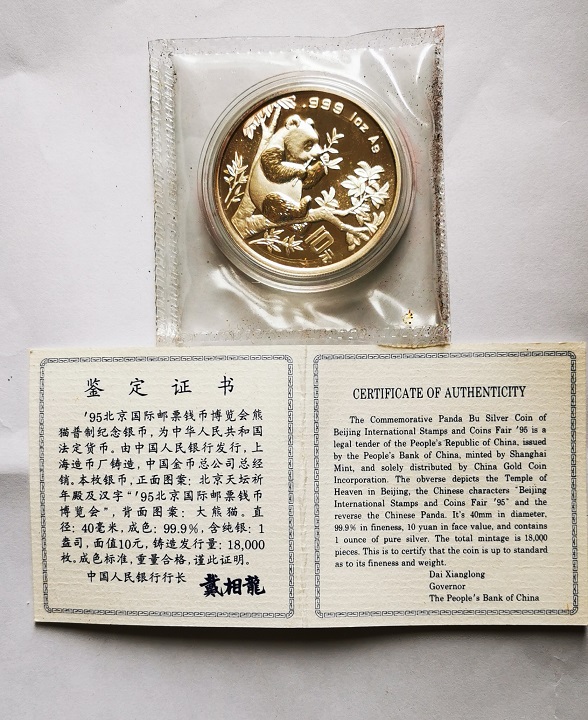 .999 1oz Ag
10元
鉴定证书
'95北京国际邮票钱币博览会熊
猫普制纪念银币，为中华人民共和国
法定货币。由中国人民银行发行，上
海造币厂铸造，中国金币总公司总经
销。本枚银币，正面图案：北京天坛祈
年殿及汉字“'95北京国际邮票钱币
博览会”，背面图案：大熊猫。直
径：40毫米，成色：99.9%，含纯银：1
盎司，面值10元，铸造发行量：18,000
枚。成色标准，重量合格，谨此证明。
中国人民银行行长 戴相龍
CERTIFICATE OF AUTHENTICITY
The Commemorative Panda Bu Silver Coin of
Beijing International Stamps and Coins Fair '95 is a
legal tender of the People's Republic of China, issued
by the People's Bank of China, minted by Shanghai
Mint, and solely distributed by China Gold Coin
Incorporation. The obverse depicts the Temple of
Heaven in Beijing, the Chinese characters "Beijing
International Stamps and Coins Fair '95" and the
reverse the Chinese Panda. It's 40mm in diameter,
99.9% in fineness, 10 yuan in face value, and contains
1 ounce of pure silver. The total mintage is 18,000
pieces. This is to certify that the coin is up to standard
as to its fineness and weight.
Dai Xianglong
Governor
The People's Bank of China